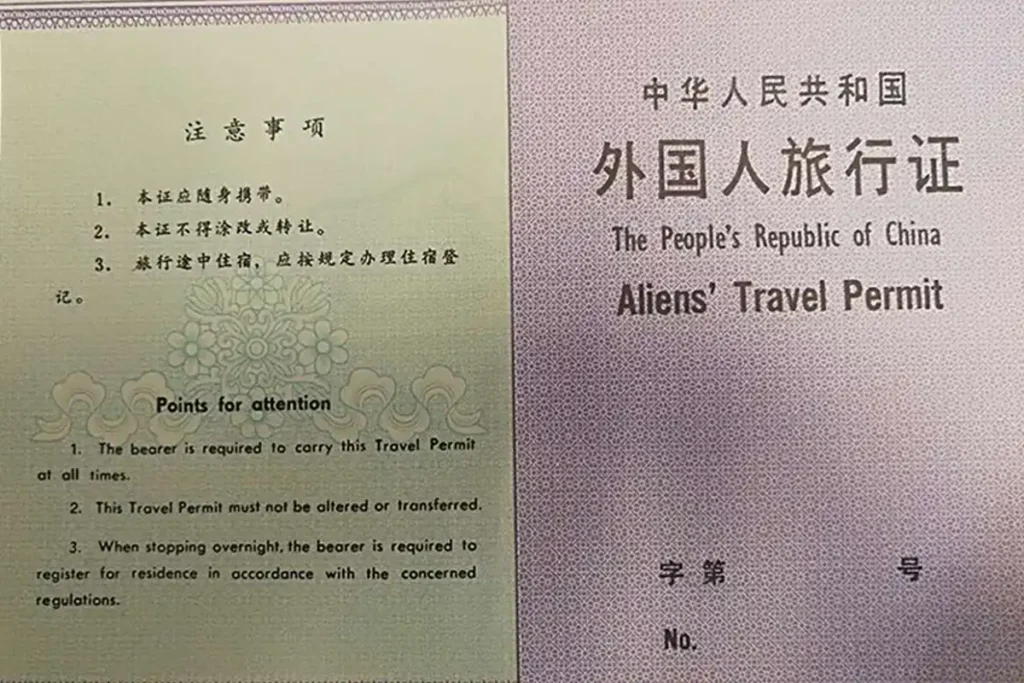 注意事项
1. 本证应随身携带。
2. 本证不得涂改或转让。
3. 旅行途中住宿，应按规定办理住宿登
记。
Points for attention
1. The bearer is required to carry this Travel Permit
at all times.
2. This Travel Permit must not be altered or transferred.
3. When stopping overnight, the bearer is required to
register for residence in accordance with the concerned
regulations.
中华人民共和国
外国人旅行证
The People's Republic of China
Aliens' Travel Permit
字第 号
No.